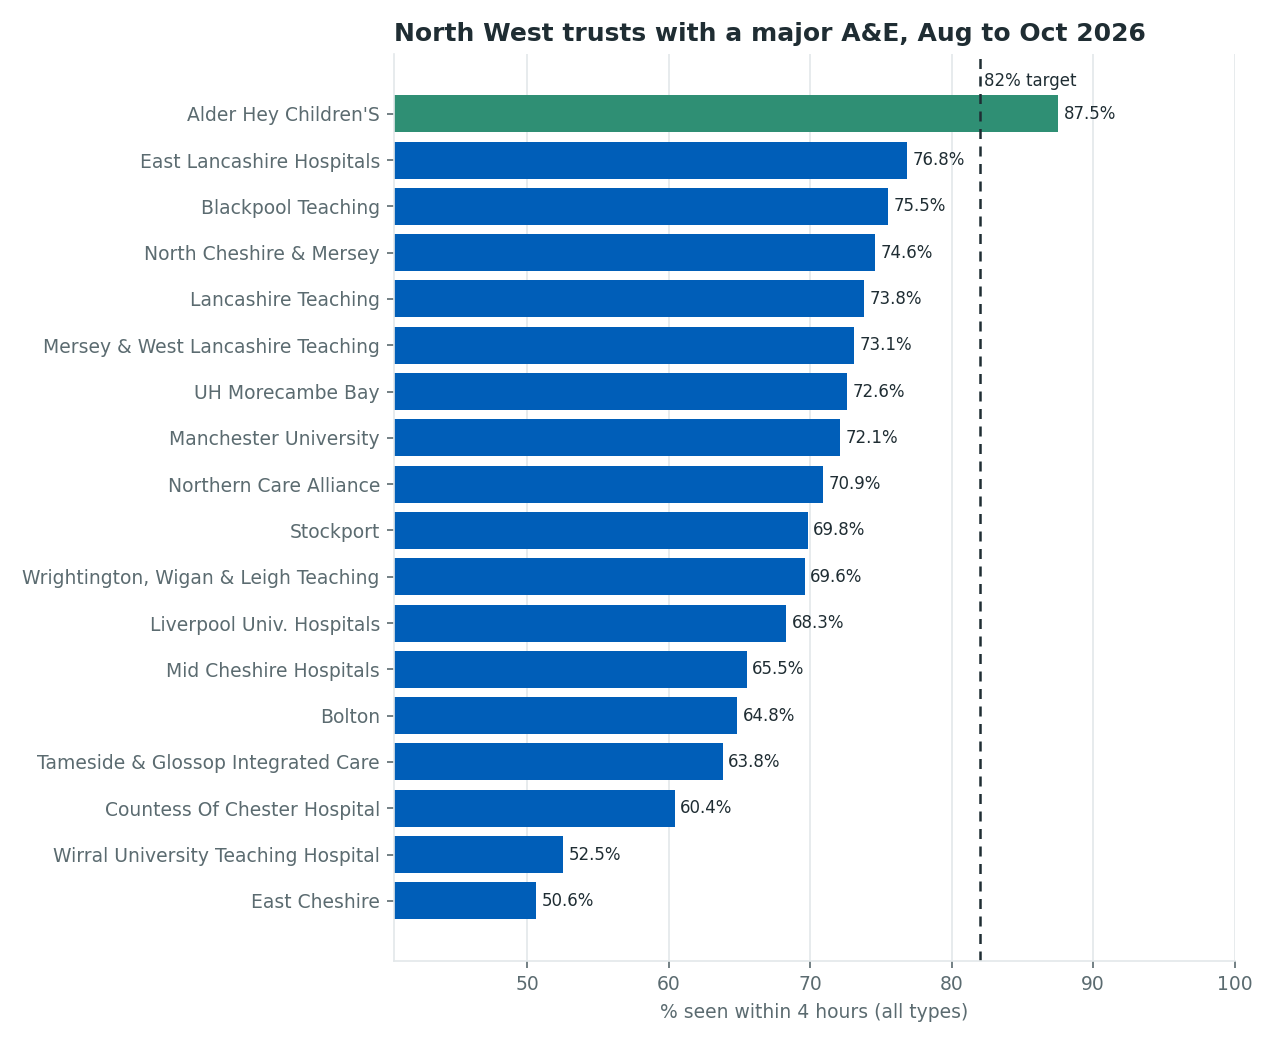 North West trusts with a major A&E, Aug to Oct 2026
82% target
Alder Hey Children'S 87.5%
East Lancashire Hospitals 76.8%
Blackpool Teaching 75.5%
North Cheshire & Mersey 74.6%
Lancashire Teaching 73.8%
Mersey & West Lancashire Teaching 73.1%
UH Morecambe Bay 72.6%
Manchester University 72.1%
Northern Care Alliance 70.9%
Stockport 69.8%
Wrightington, Wigan & Leigh Teaching 69.6%
Liverpool Univ. Hospitals 68.3%
Mid Cheshire Hospitals 65.5%
Bolton 64.8%
Tameside & Glossop Integrated Care 63.8%
Countess Of Chester Hospital 60.4%
Wirral University Teaching Hospital 52.5%
East Cheshire 50.6%
50 60 70 80 90 100
% seen within 4 hours (all types)